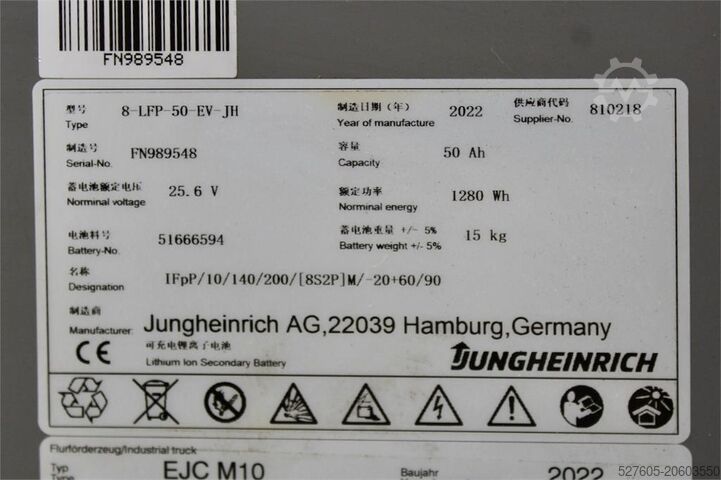 FN989548
型号 8-LFP-50-EV-JH 制造日期（年） 2022 供应商代码 810218
Type Year of manufacture Supplier-No.
制造号 FN989548 容量 50 Ah
Serial-No. Capacity
蓄电池额定电压 25.6 V 额定功率 1280 Wh
Norminal voltage Norminal energy
电池料号 51666594 蓄电池重量 +/- 5% 15 kg
Battery-No. Battery weight +/- 5%
名称 IFpP/10/140/200/[8S2P]M/-20+60/90
Designation
制造商
Manufacturer: Jungheinrich AG,22039 Hamburg,Germany
CE 可充电锂离子电池
Lithium Ion Secondary Battery JUNGHEINRICH
Flurförderzeug/Industrial truck
Typ EJC M10 Baujahr 2022
527605-20603550